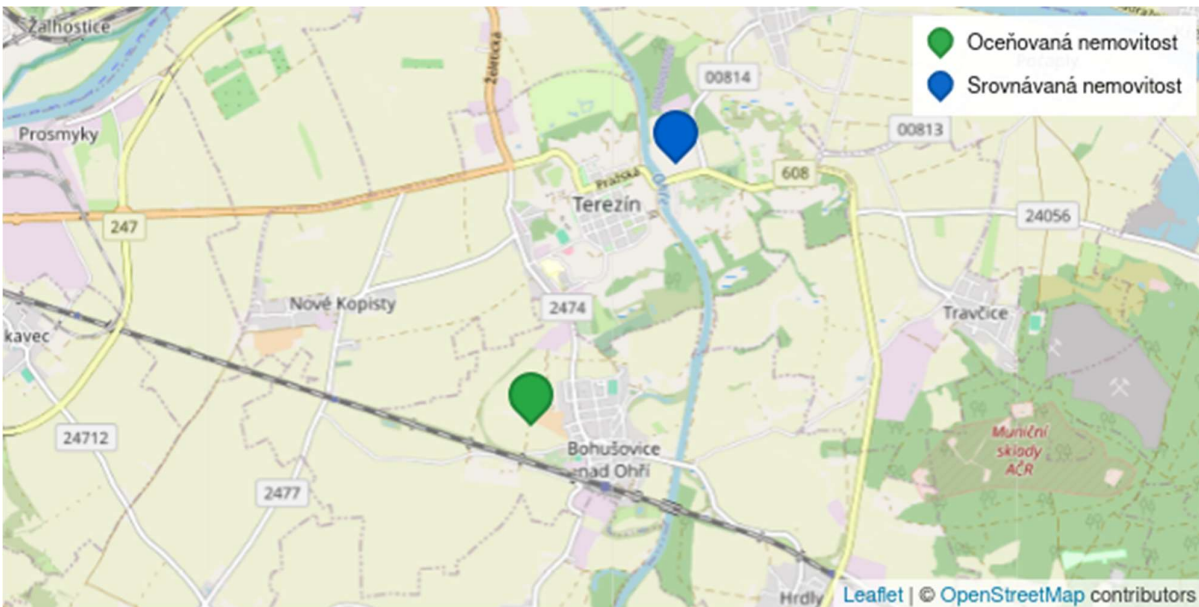 Žalhostice
Želetická
Oceňovaná nemovitost
Srovnávaná nemovitost
00814
Prosmyky
00813
608
Pražská
Ohře
Terezín
24056
247
Nové Kopisty
2474
Travčice
kavec
24712
Bohušovice
nad Ohří
Muniční
sklady
AČR
2477
Hrdly
Leaflet | © OpenStreetMap contributors